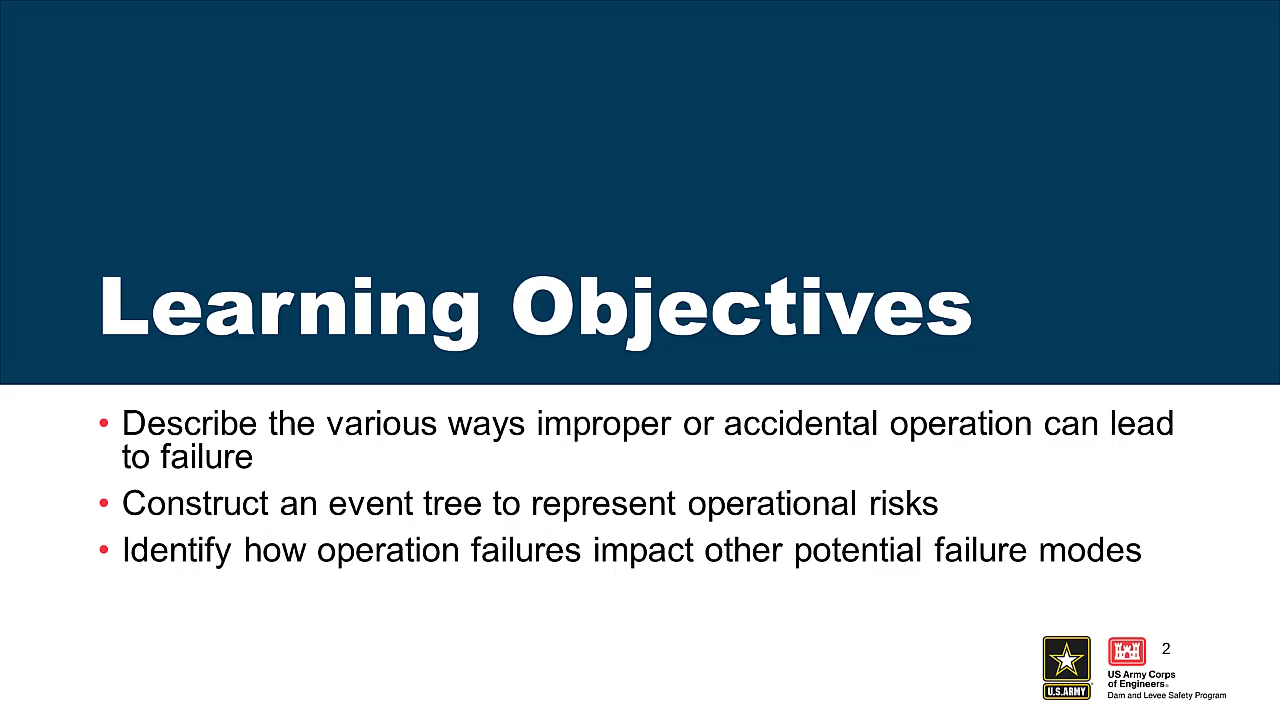 Learning Objectives
• Describe the various ways improper or accidental operation can lead
to failure
• Construct an event tree to represent operational risks
• Identify how operation failures impact other potential failure modes
2
U.S.ARMY
US Army Corps
of Engineers®
Dam and Levee Safety Program